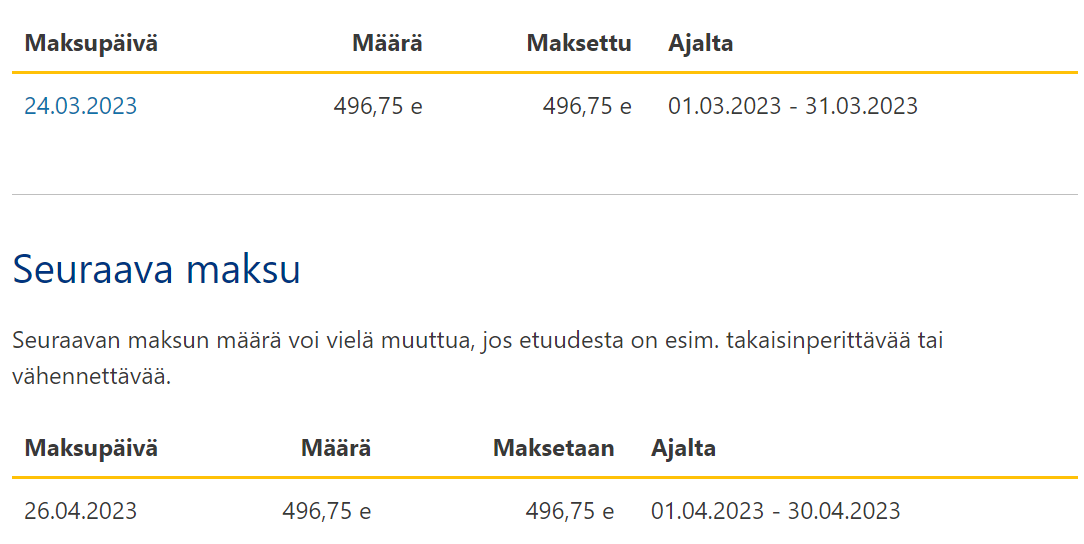 Maksupäivä Määrä Maksettu Ajalta
24.03.2023 496,75 e 496,75 e 01.03.2023 - 31.03.2023
Seuraava maksu
Seuraavan maksun määrä voi vielä muuttua, jos etuudesta on esim. takaisinperittävää tai
vähennettävää.
Maksupäivä Määrä Maksetaan Ajalta
26.04.2023 496,75 e 496,75 e 01.04.2023 - 30.04.2023